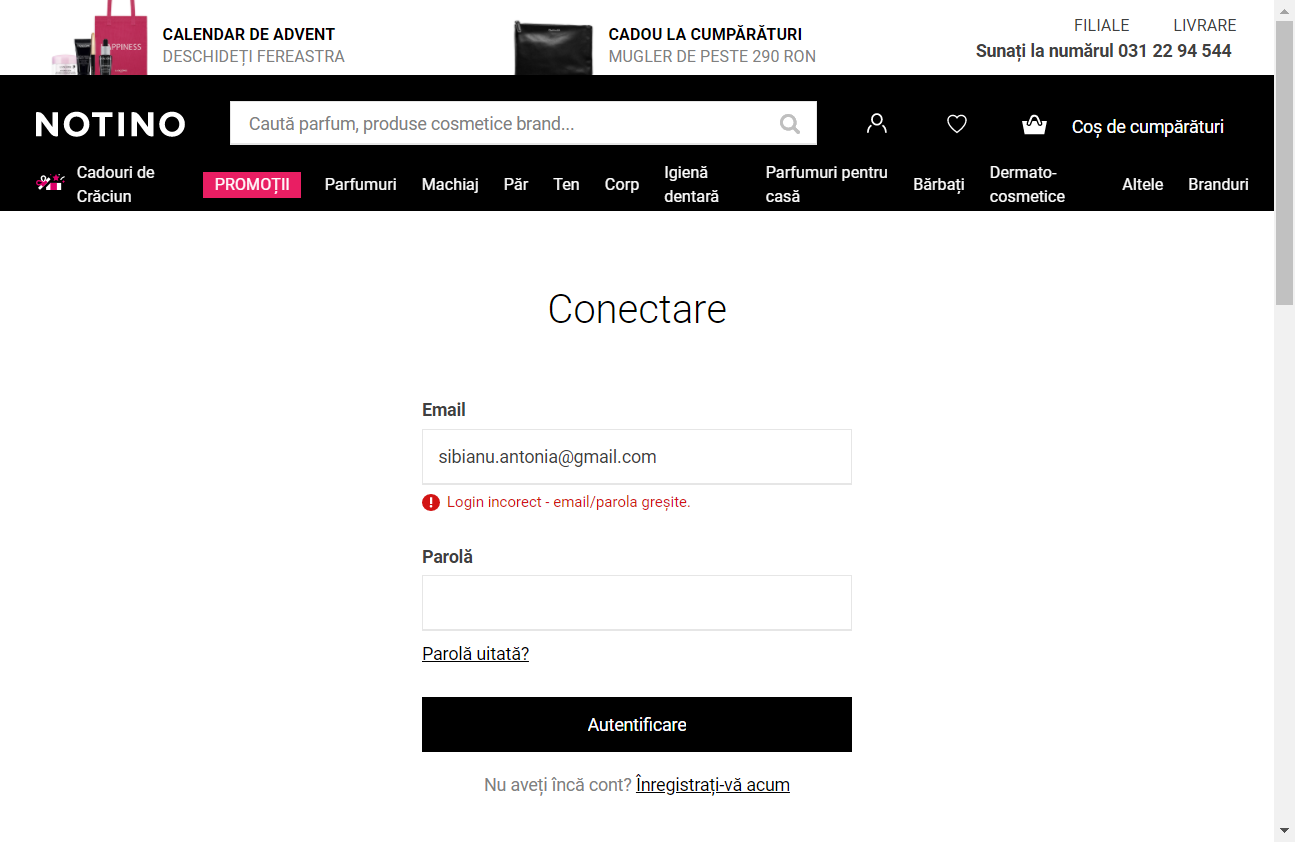 CALENDAR DE ADVENT
DESCHIDEȚI FEREASTRA
CADOU LA CUMPĂRĂTURI
MUGLER DE PESTE 290 RON
FILIALE LIVRARE
Sunați la numărul 031 22 94 544
NOTINO
Caută parfum, produse cosmetice brand...
Coș de cumpărături
Cadouri de
Crăciun
PROMOȚII
Parfumuri
Machiaj
Păr
Ten
Corp
Igienă
dentară
Parfumuri pentru
casă
Bărbați
Dermato-
cosmetice
Altele
Branduri
Conectare
Email
sibianu.antonia@gmail.com
Login incorect - email/parola greșite.
Parolă
Parolă uitată?
Autentificare
Nu aveți încă cont? Înregistrați-vă acum